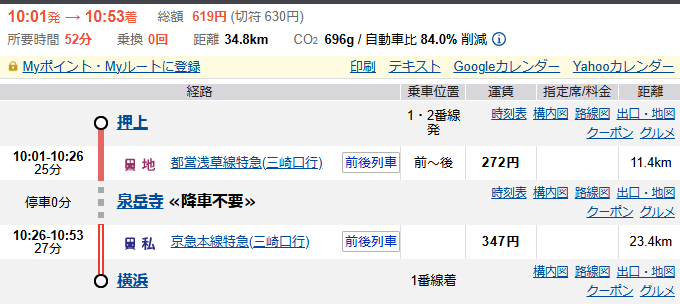 10:01発 → 10:53着 総額 619円 (切符 630円)
所要時間 52分 乗換 0回 距離 34.8km CO2 696g / 自動車比 84.0% 削減
Myポイント・Myルートに登録 印刷 テキスト Googleカレンダー Yahooカレンダー
経路 乗車位置 運賃 指定席/料金 距離
押上 1・2番線発 時刻表 構内図 路線図 出口・地図
クーポン グルメ
10:01-10:26
25分 地 都営浅草線特急(三崎口行) 前後列車 前〜後 272円 11.4km
停車0分 泉岳寺 ≪降車不要≫ 時刻表 構内図 路線図 出口・地図
クーポン グルメ
10:26-10:53
27分 私 京急本線特急(三崎口行) 前後列車 347円 23.4km
横浜 1番線着 構内図 路線図 出口・地図
クーポン グルメ